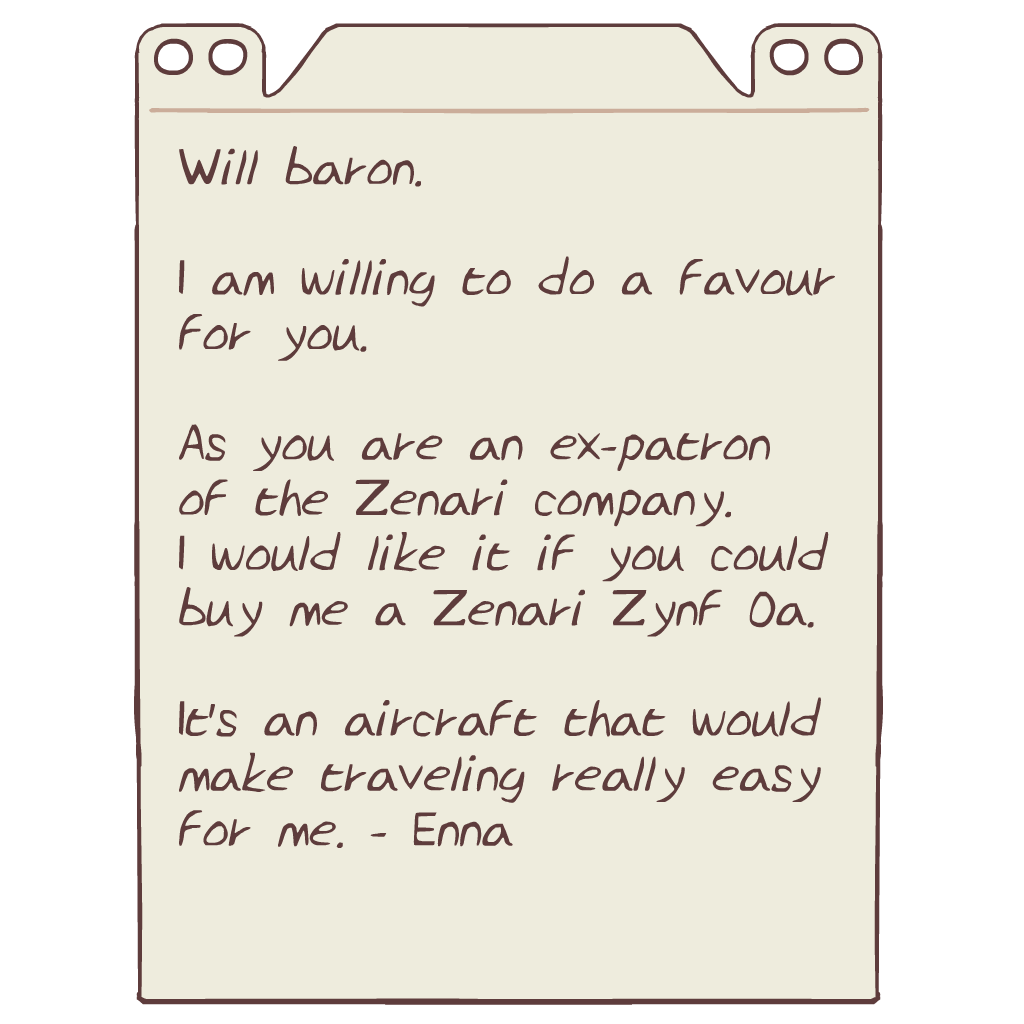 Will baron.
I am willing to do a favour
for you.
As you are an ex-patron
of the Zenari company.
I would like it if you could
buy me a Zenari Zynf Oa.
It's an aircraft that would
make traveling really easy
for me. - Enna